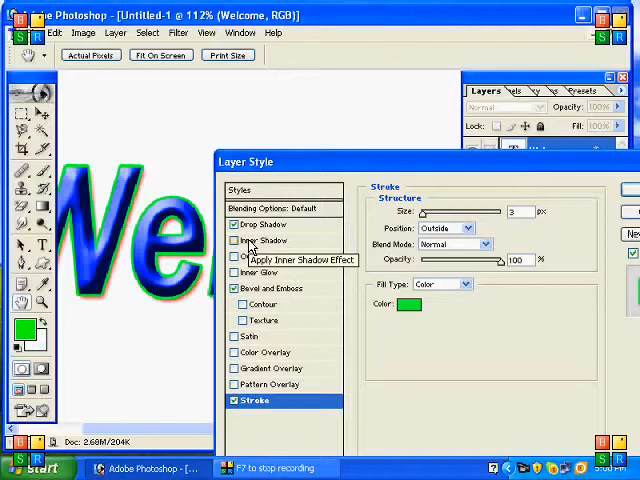 Adobe Photoshop - [Untitled-1 @ 112% (Welcome, RGB)]
Edit Image Layer Select Filter View Window Help
Actual Pixels Fit On Screen Print Size
Layers Presets
Normal Opacity: 100%
Lock: Fill: 100%
We
Layer Style
Styles
Blending Options: Default
Drop Shadow
Inner Shadow
Apply Inner Shadow Effect
Inner Glow
Bevel and Emboss
Contour
Texture
Satin
Color Overlay
Gradient Overlay
Pattern Overlay
Stroke
Stroke
Structure
Size: 3 px
Position: Outside
Blend Mode: Normal
Opacity: 100 %
Fill Type: Color
Color:
Doc: 2.68M/204K
start Adobe Photoshop - [... F7 to stop recording